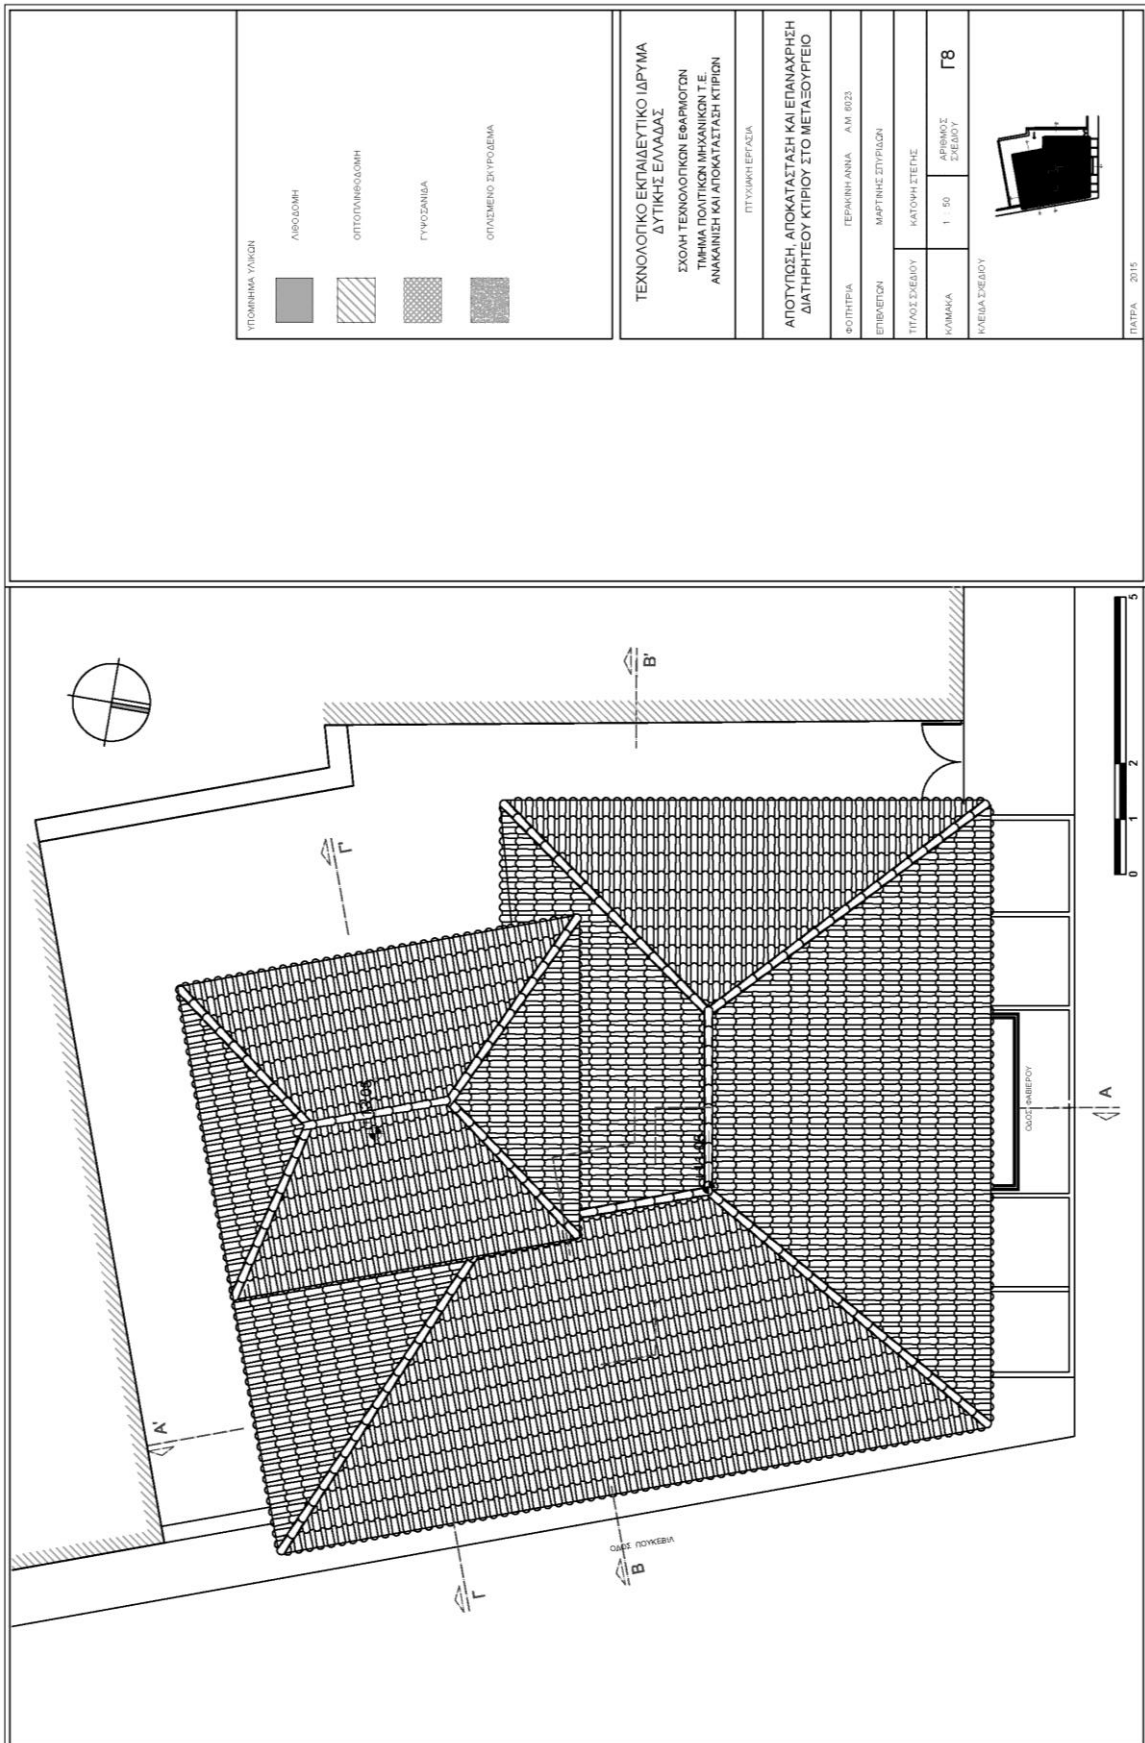 ΥΠΟΜΝΗΜΑ ΥΛΙΚΩΝ
ΛΙΘΟΔΟΜΗ
ΟΠΤΟΠΛΙΝΘΟΔΟΜΗ
ΓΥΨΟΣΑΝΙΔΑ
ΟΠΛΙΣΜΕΝΟ ΣΚΥΡΟΔΕΜΑ
ΤΕΧΝΟΛΟΓΙΚΟ ΕΚΠΑΙΔΕΥΤΙΚΟ ΙΔΡΥΜΑ
ΔΥΤΙΚΗΣ ΕΛΛΑΔΑΣ
ΣΧΟΛΗ ΤΕΧΝΟΛΟΓΙΚΩΝ ΕΦΑΡΜΟΓΩΝ
ΤΜΗΜΑ ΠΟΛΙΤΙΚΩΝ ΜΗΧΑΝΙΚΩΝ Τ.Ε.
ΑΝΑΚΑΙΝΙΣΗ ΚΑΙ ΑΠΟΚΑΤΑΣΤΑΣΗ ΚΤΙΡΙΩΝ
ΠΤΥΧΙΑΚΗ ΕΡΓΑΣΙΑ
ΑΠΟΤΥΠΩΣΗ, ΑΠΟΚΑΤΑΣΤΑΣΗ ΚΑΙ ΕΠΑΝΑΧΡΗΣΗ
ΔΙΑΤΗΡΗΤΕΟΥ ΚΤΙΡΙΟΥ ΣΤΟ ΜΕΤΑΞΟΥΡΓΕΙΟ
ΦΟΙΤΗΤΡΙΑ ΓΕΡΑΚΙΝΗ ΑΝΝΑ Α.Μ. 6023
ΕΠΙΒΛΕΠΩΝ ΜΑΡΤΙΝΗΣ ΣΠΥΡΙΔΩΝ
ΤΙΤΛΟΣ ΣΧΕΔΙΟΥ ΚΑΤΟΨΗ ΣΤΕΓΗΣ
ΚΛΙΜΑΚΑ 1 : 50 ΑΡΙΘΜΟΣ
ΣΧΕΔΙΟΥ Γ8
ΚΛΕΙΔΑ ΣΧΕΔΙΟΥ
ΠΑΤΡΑ 2015
Α'
Γ'
Β'
Γ
Β
Α
ΟΔΟΣ ΠΟΥΚΕΒΙΛ
ΟΔΟΣ ΦΑΒΙΕΡΟΥ
0 1 2 5